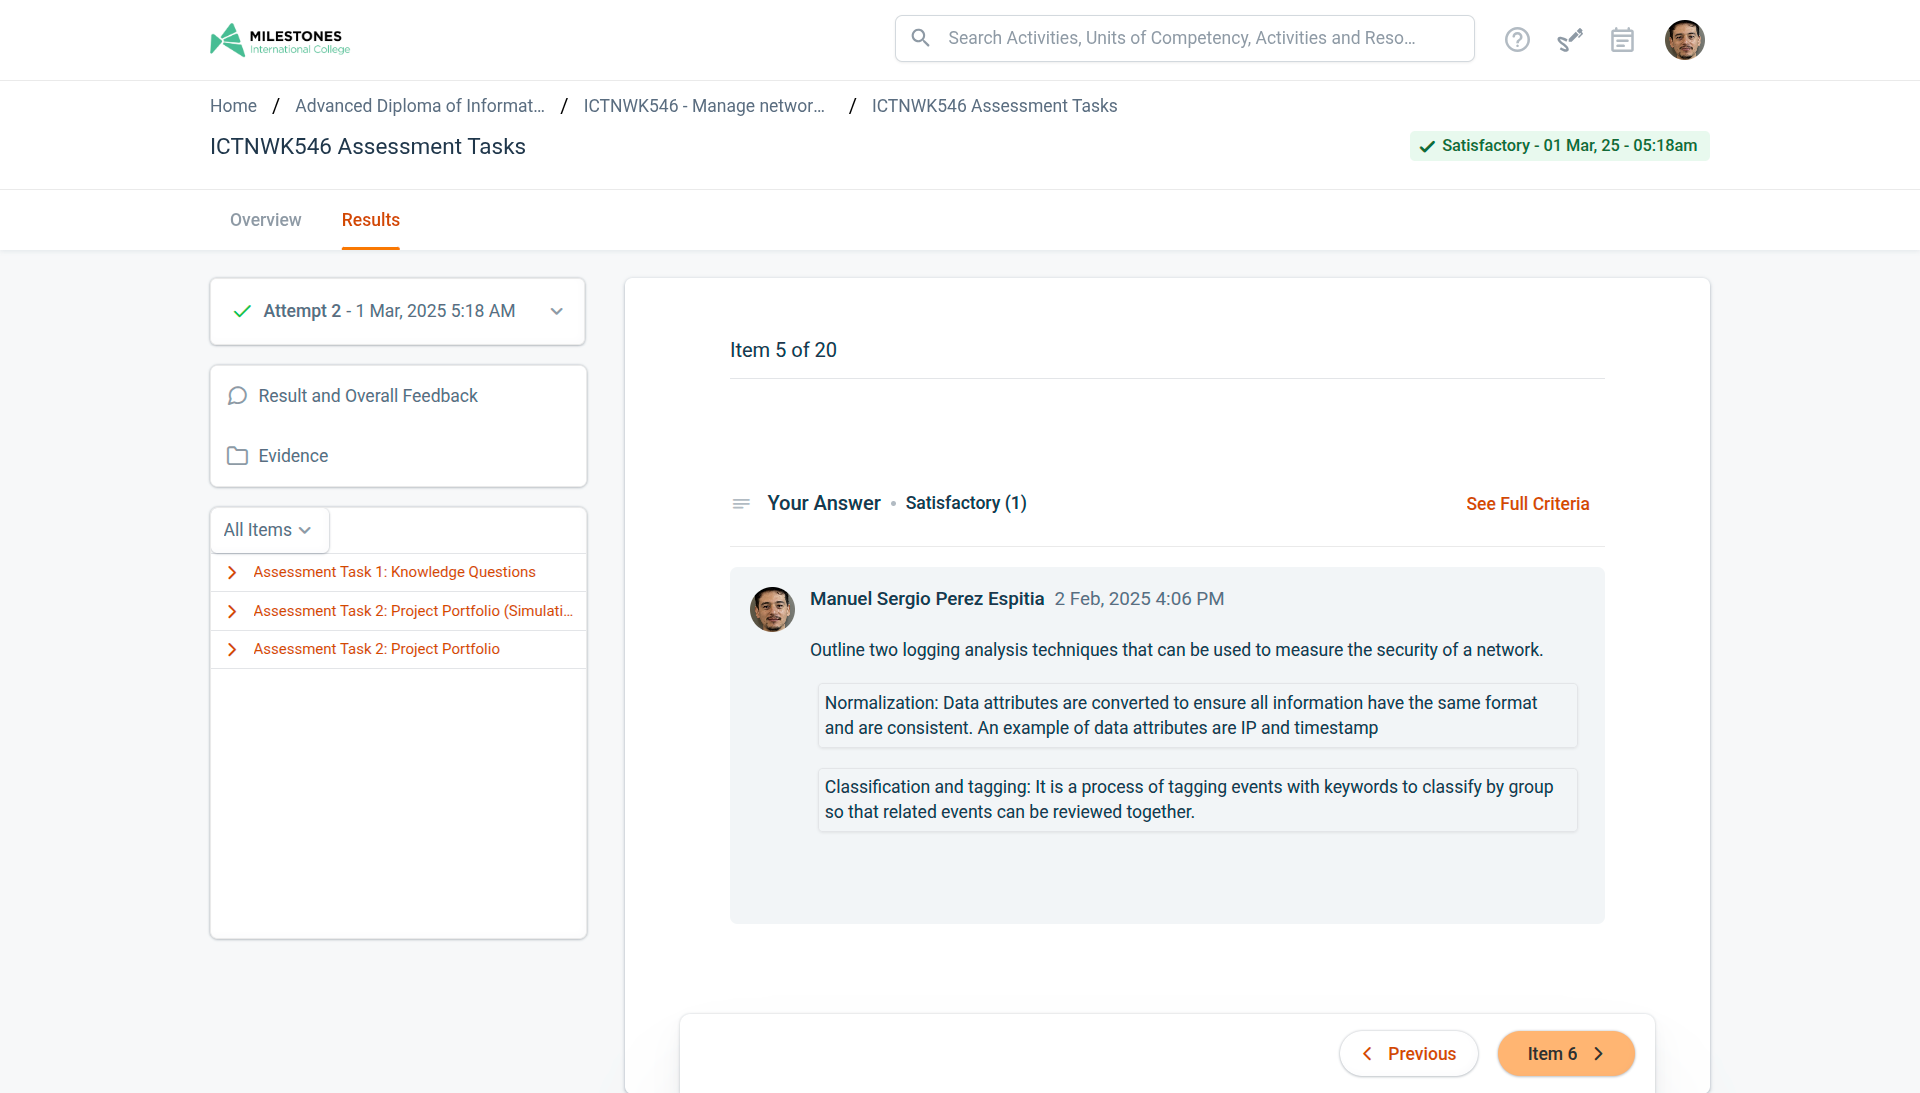 MILESTONES
International College
Search Activities, Units of Competency, Activities and Reso...
Home / Advanced Diploma of Informat... / ICTNWK546 - Manage networ... / ICTNWK546 Assessment Tasks
ICTNWK546 Assessment Tasks
Satisfactory - 01 Mar, 25 - 05:18am
Overview
Results
Attempt 2 - 1 Mar, 2025 5:18 AM
Result and Overall Feedback
Evidence
All Items
Assessment Task 1: Knowledge Questions
Assessment Task 2: Project Portfolio (Simulati...
Assessment Task 2: Project Portfolio
Item 5 of 20
Your Answer • Satisfactory (1)
See Full Criteria
Manuel Sergio Perez Espitia 2 Feb, 2025 4:06 PM
Outline two logging analysis techniques that can be used to measure the security of a network.
Normalization: Data attributes are converted to ensure all information have the same format
and are consistent. An example of data attributes are IP and timestamp
Classification and tagging: It is a process of tagging events with keywords to classify by group
so that related events can be reviewed together.
Previous
Item 6